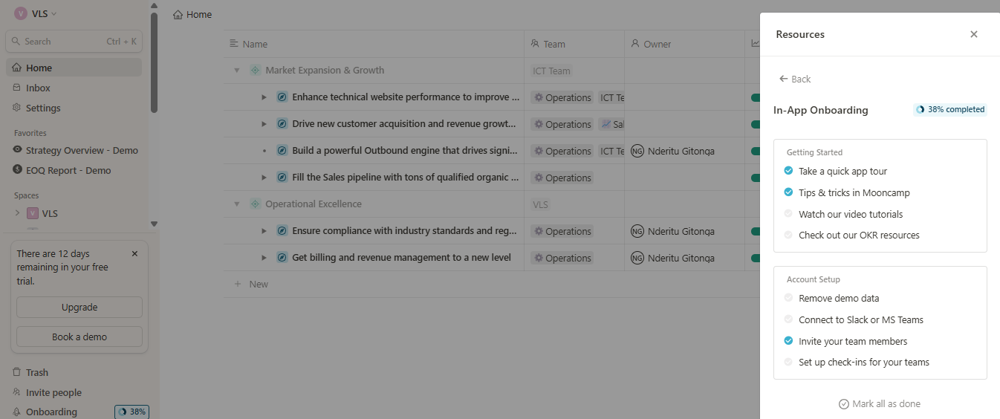 V VLS
Search Ctrl + K
Home
Inbox
Settings
Favorites
Strategy Overview - Demo
EOQ Report - Demo
Spaces
V VLS
There are 12 days
remaining in your free
trial.
Upgrade
Book a demo
Trash
Invite people
Onboarding 38%
Home
Name Team Owner
Market Expansion & Growth ICT Team
Enhance technical website performance to improve ... Operations ICT Te
Drive new customer acquisition and revenue growt... Operations Sal
Build a powerful Outbound engine that drives signi... Operations ICT Te NG Nderitu Gitonga
Fill the Sales pipeline with tons of qualified organic ... Operations
Operational Excellence VLS
Ensure compliance with industry standards and reg... Operations NG Nderitu Gitonga
Get billing and revenue management to a new level Operations NG Nderitu Gitonga
+ New
Resources
Back
In-App Onboarding 38% completed
Getting Started
Take a quick app tour
Tips & tricks in Mooncamp
Watch our video tutorials
Check out our OKR resources
Account Setup
Remove demo data
Connect to Slack or MS Teams
Invite your team members
Set up check-ins for your teams
Mark all as done